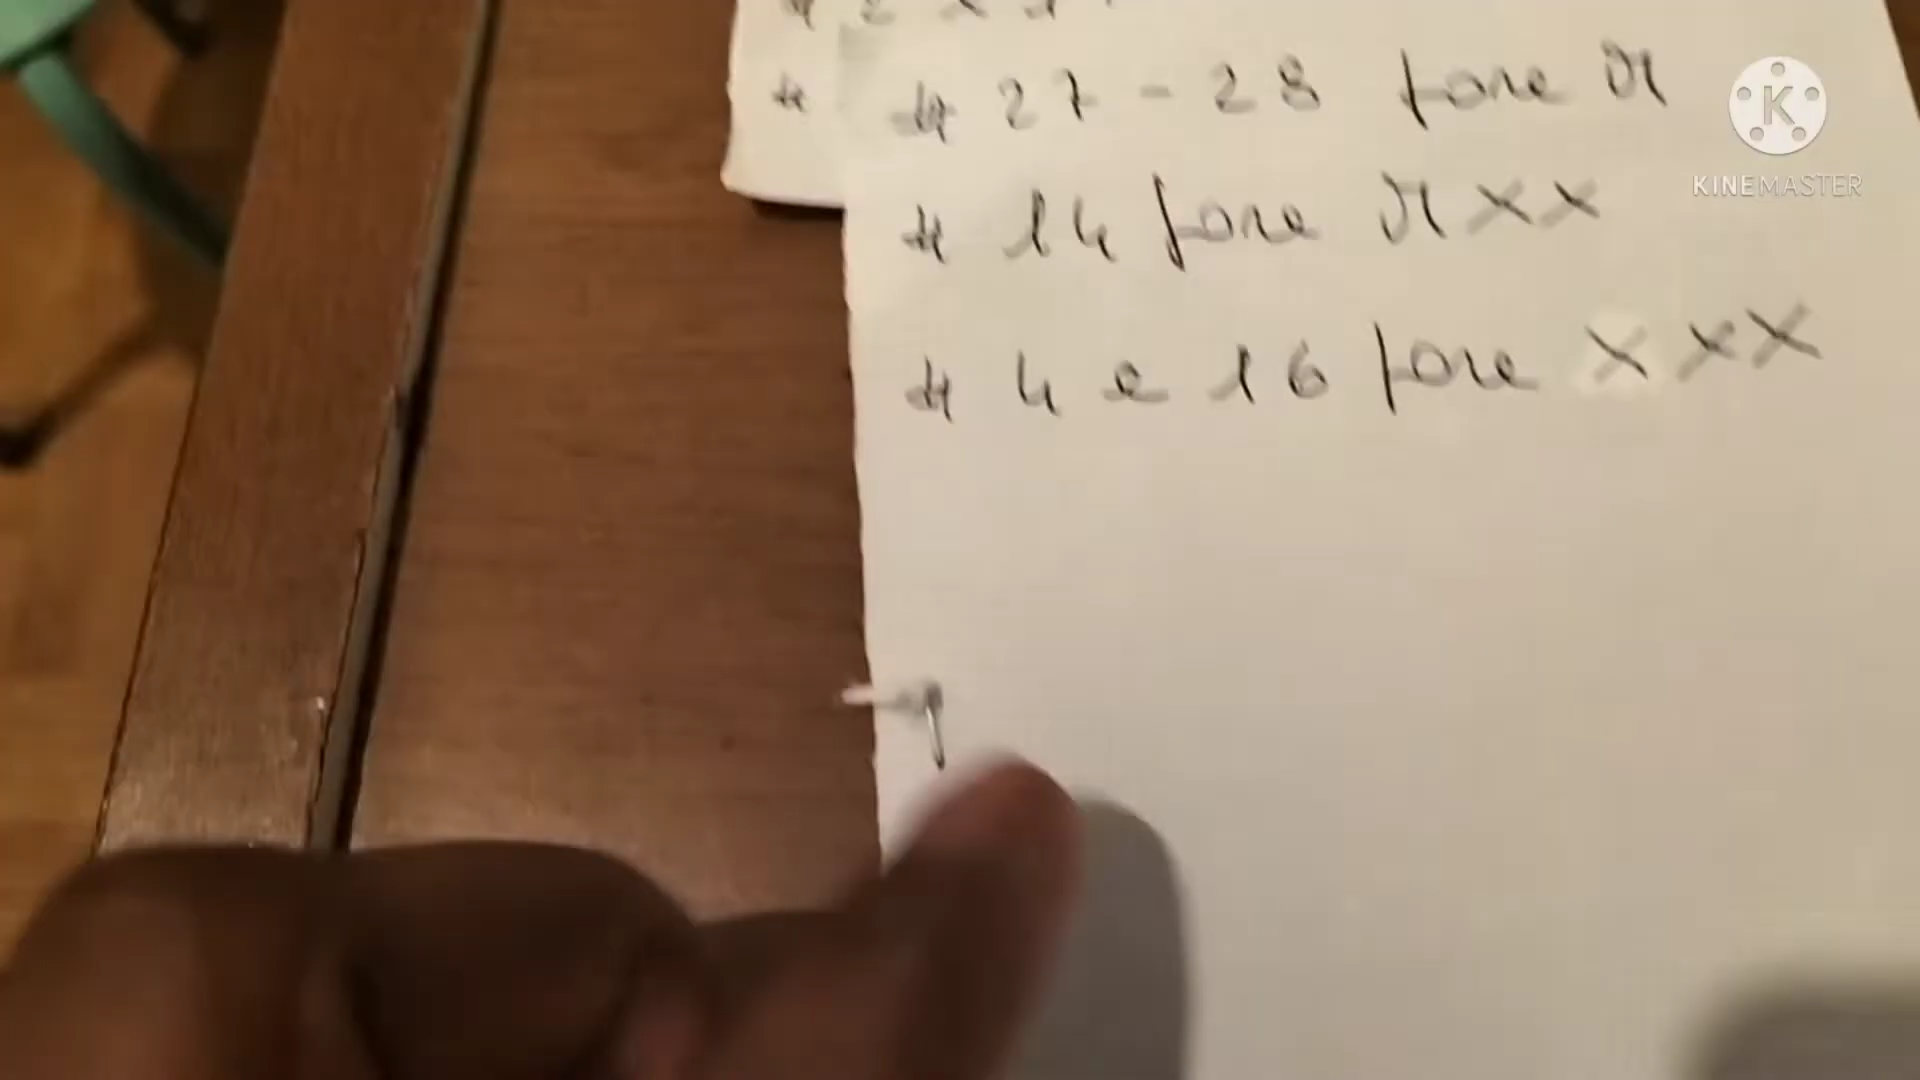 # 27 - 28 fore
# 14 fore XX
# 4 e 16 fore XXX
KINEMASTER